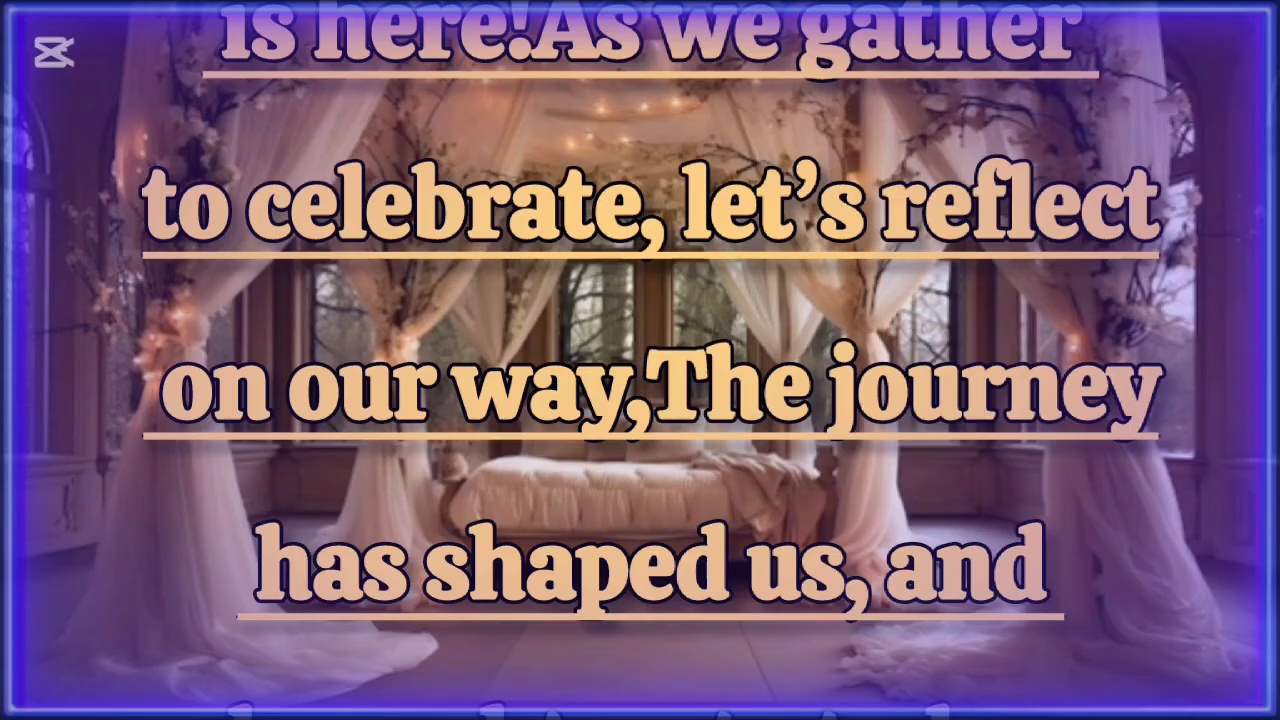 is here!As we gather
to celebrate, let’s reflect
on our way,The journey
has shaped us, and